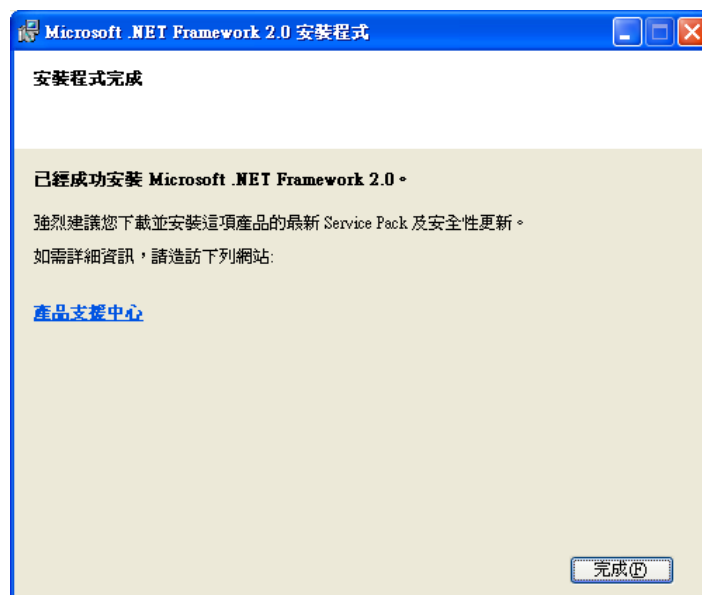 Microsoft .NET Framework 2.0 安裝程式
安裝程式完成
已經成功安裝 Microsoft .NET Framework 2.0。
強烈建議您下載並安裝這項產品的最新 Service Pack 及安全性更新。
如需詳細資訊，請造訪下列網站:
產品支援中心
完成(F)